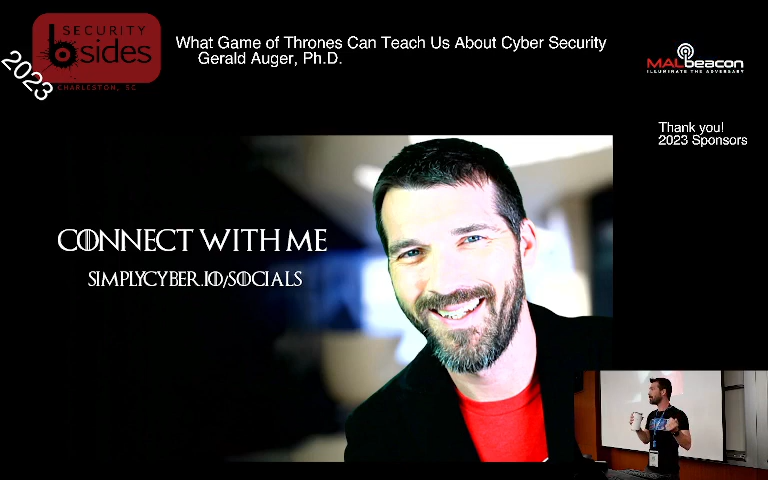 SECURITY
bsides
CHARLESTON, SC
2023
What Game of Thrones Can Teach Us About Cyber Security
Gerald Auger, Ph.D.
MALbeacon
ILLUMINATE THE ADVERSARY
Thank you!
2023 Sponsors
CONNECT WITH ME
SIMPLYCYBER.IO/SOCIALS